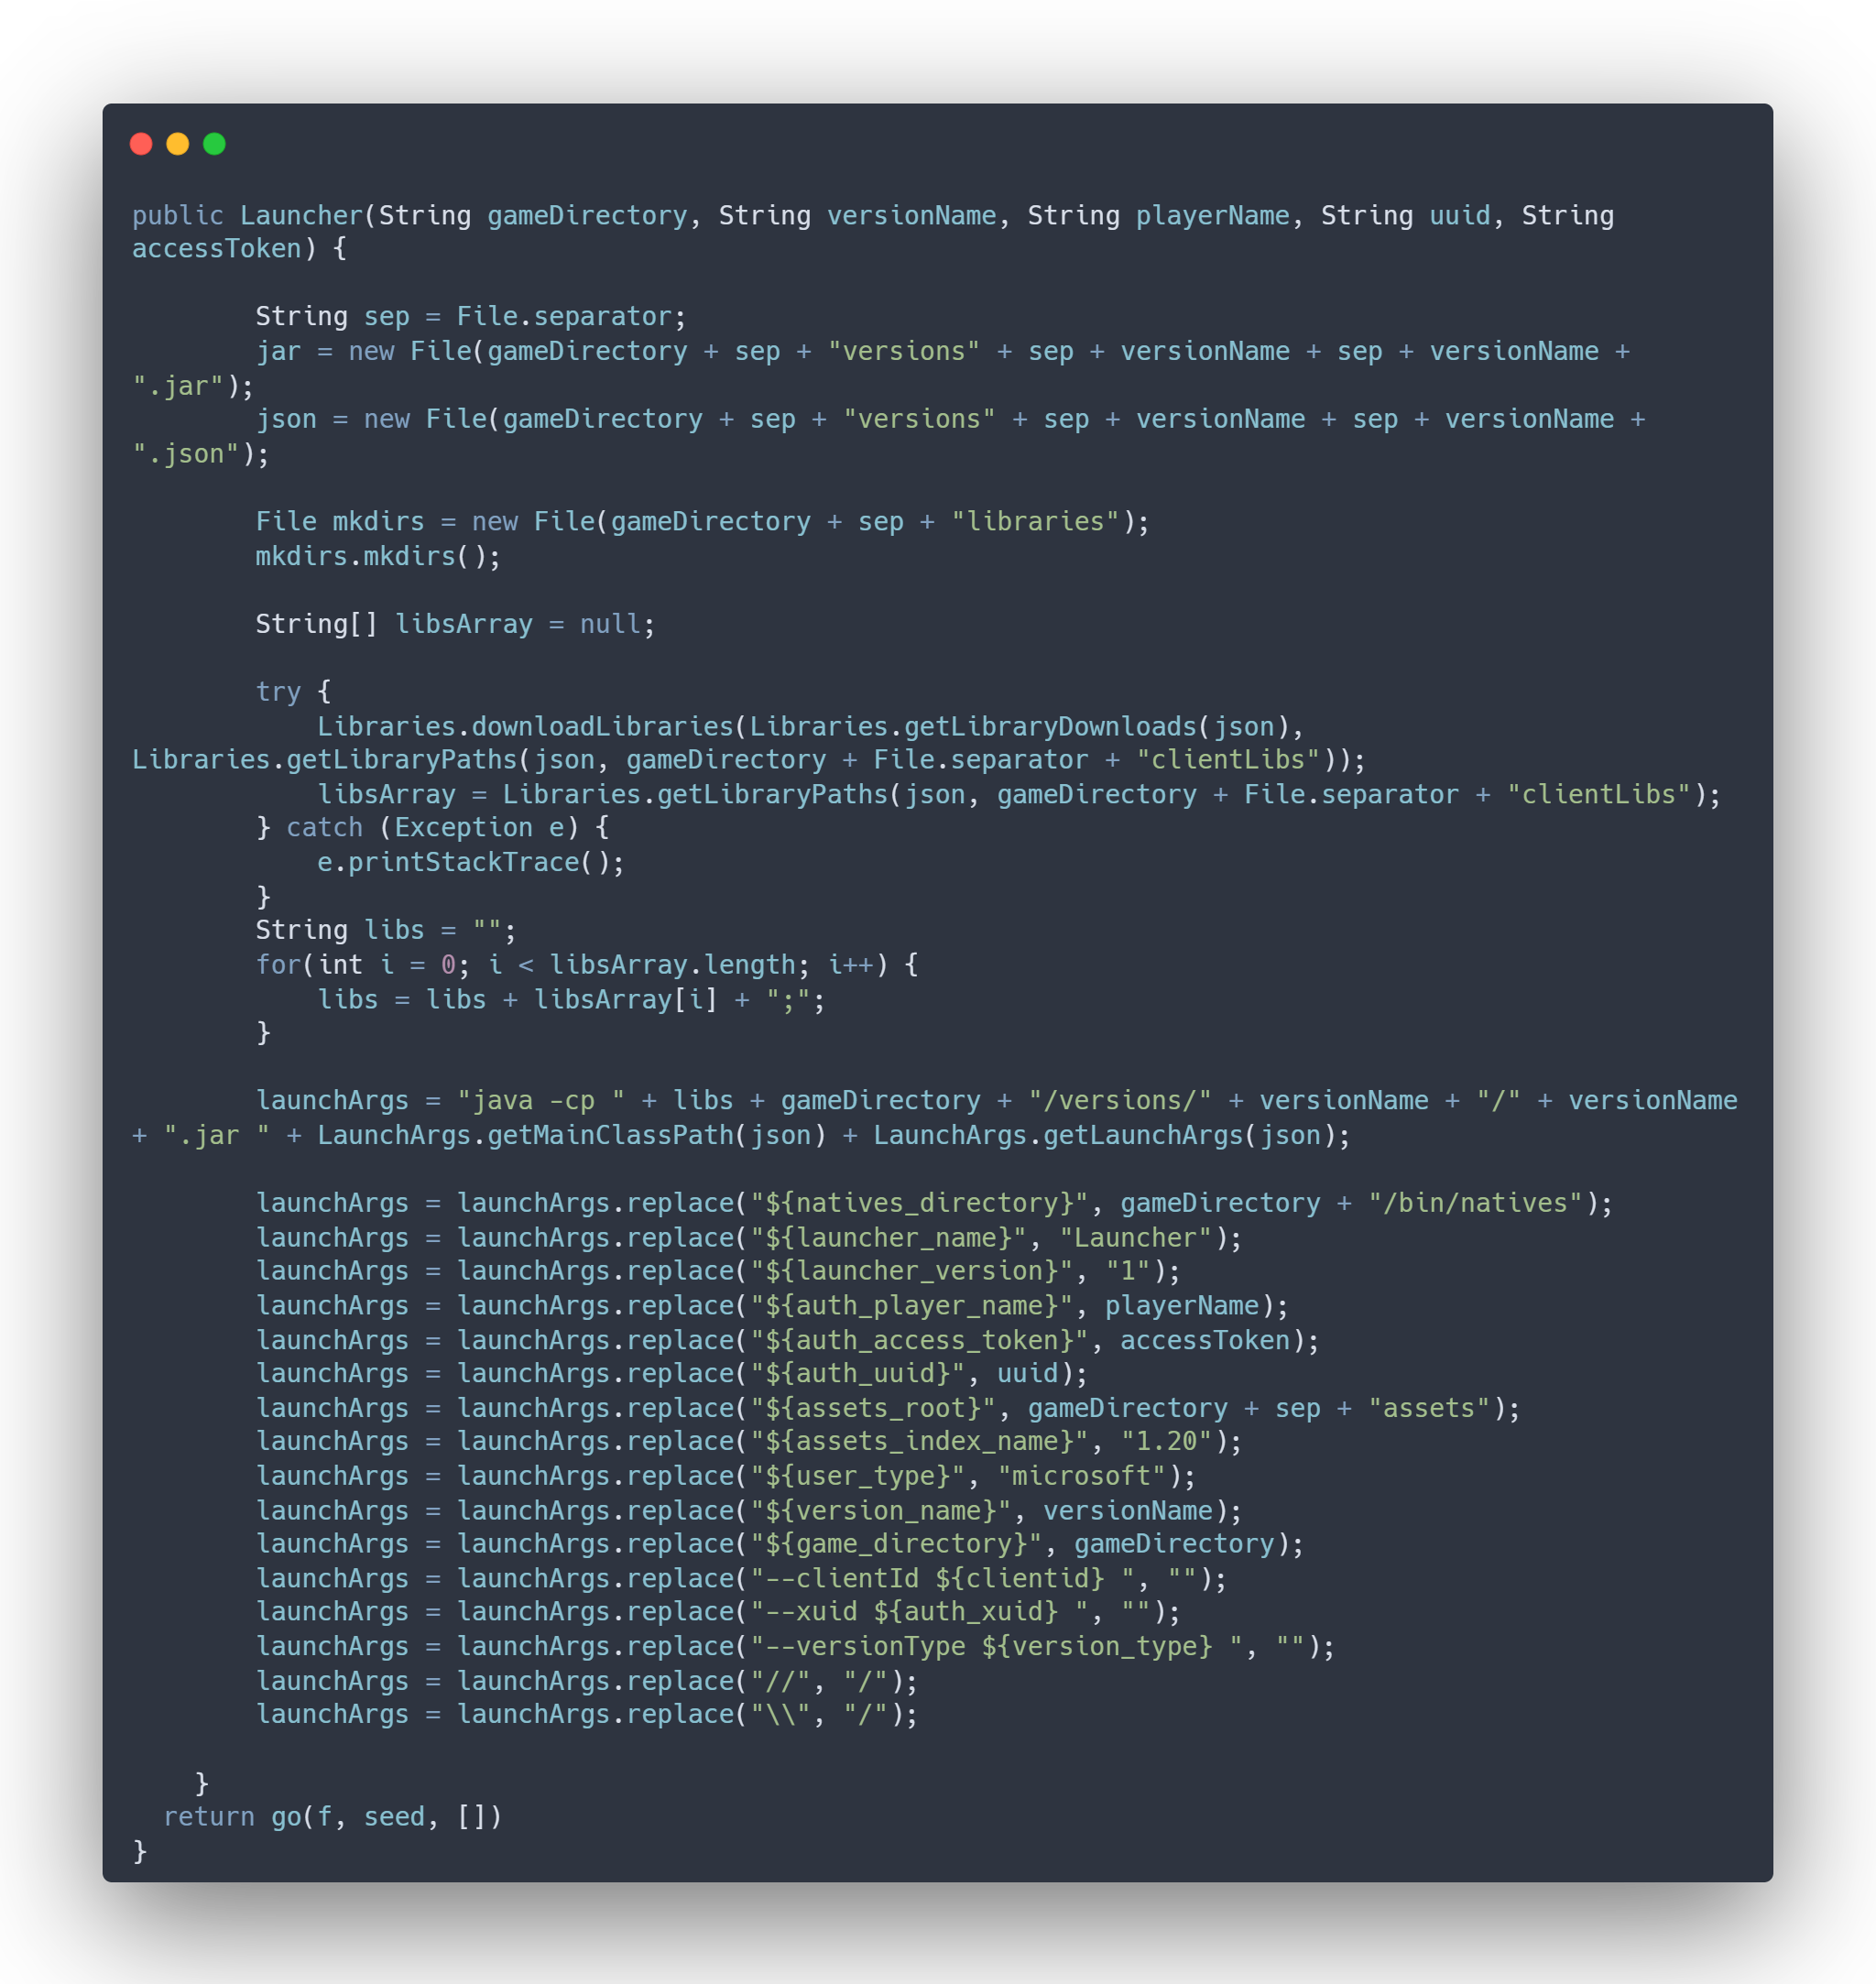 public Launcher(String gameDirectory, String versionName, String playerName, String uuid, String
accessToken) {

        String sep = File.separator;
        jar = new File(gameDirectory + sep + "versions" + sep + versionName + sep + versionName +
".jar");
        json = new File(gameDirectory + sep + "versions" + sep + versionName + sep + versionName +
".json");

        File mkdirs = new File(gameDirectory + sep + "libraries");
        mkdirs.mkdirs();

        String[] libsArray = null;

        try {
            Libraries.downloadLibraries(Libraries.getLibraryDownloads(json),
Libraries.getLibraryPaths(json, gameDirectory + File.separator + "clientLibs"));
            libsArray = Libraries.getLibraryPaths(json, gameDirectory + File.separator + "clientLibs");
        } catch (Exception e) {
            e.printStackTrace();
        }
        String libs = "";
        for(int i = 0; i < libsArray.length; i++) {
            libs = libs + libsArray[i] + ";";
        }

        launchArgs = "java -cp " + libs + gameDirectory + "/versions/" + versionName + "/" + versionName
+ ".jar " + LaunchArgs.getMainClassPath(json) + LaunchArgs.getLaunchArgs(json);

        launchArgs = launchArgs.replace("${natives_directory}", gameDirectory + "/bin/natives");
        launchArgs = launchArgs.replace("${launcher_name}", "Launcher");
        launchArgs = launchArgs.replace("${launcher_version}", "1");
        launchArgs = launchArgs.replace("${auth_player_name}", playerName);
        launchArgs = launchArgs.replace("${auth_access_token}", accessToken);
        launchArgs = launchArgs.replace("${auth_uuid}", uuid);
        launchArgs = launchArgs.replace("${assets_root}", gameDirectory + sep + "assets");
        launchArgs = launchArgs.replace("${assets_index_name}", "1.20");
        launchArgs = launchArgs.replace("${user_type}", "microsoft");
        launchArgs = launchArgs.replace("${version_name}", versionName);
        launchArgs = launchArgs.replace("${game_directory}", gameDirectory);
        launchArgs = launchArgs.replace("--clientId ${clientid} ", "");
        launchArgs = launchArgs.replace("--xuid ${auth_xuid} ", "");
        launchArgs = launchArgs.replace("--versionType ${version_type} ", "");
        launchArgs = launchArgs.replace("//", "/");
        launchArgs = launchArgs.replace("\\", "/");

    }
  return go(f, seed, [])
}